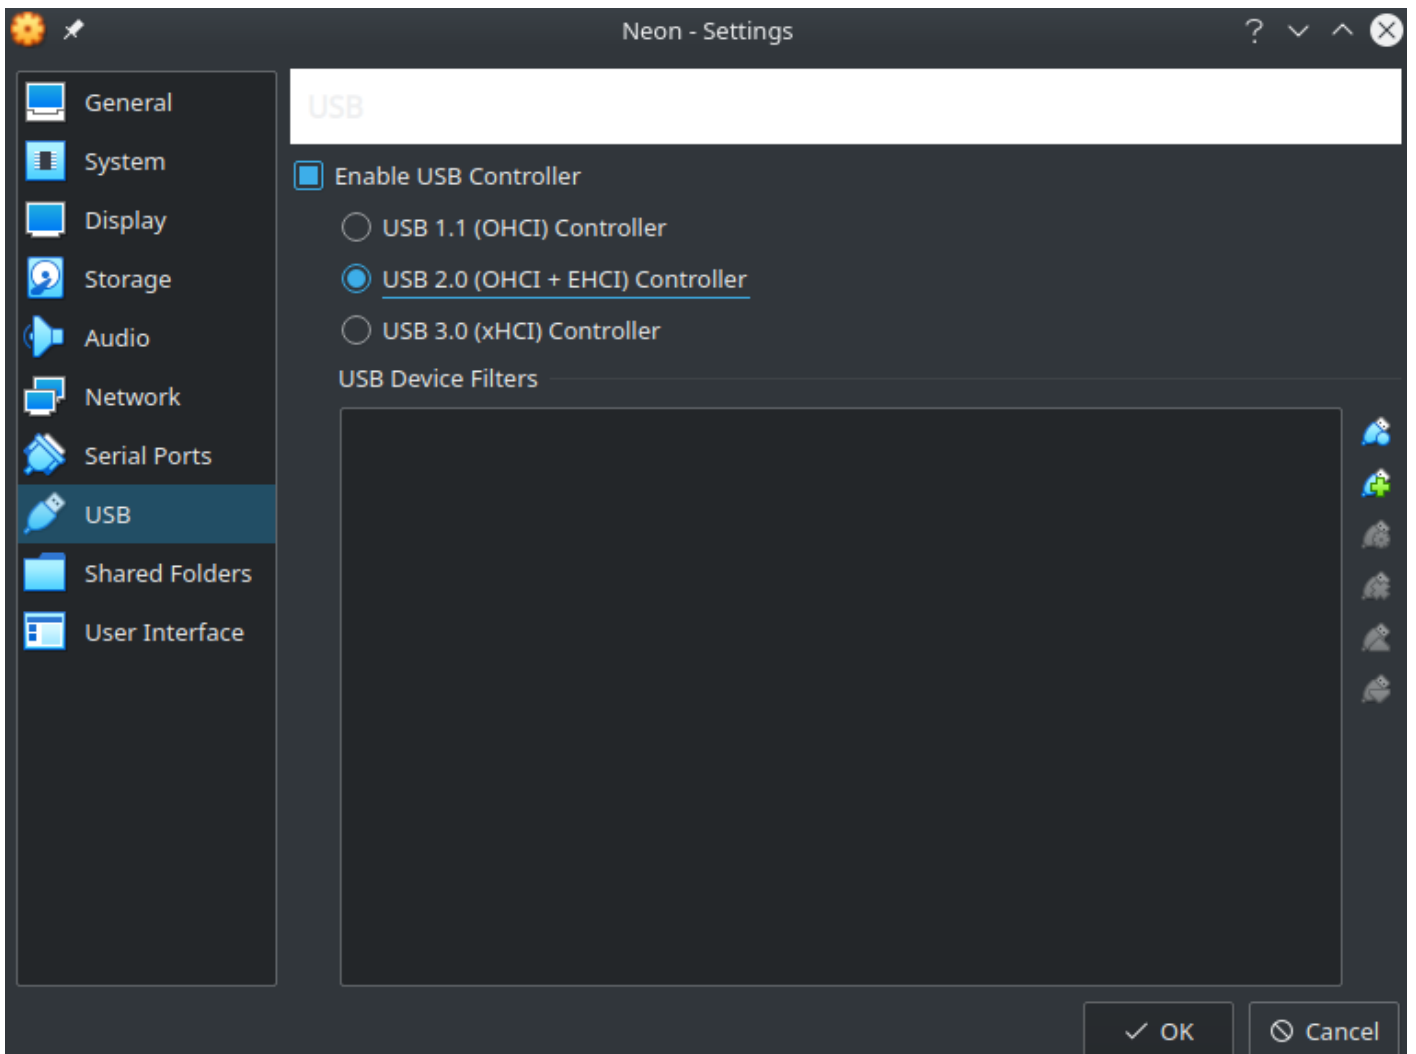 Neon - Settings
General
System
Display
Storage
Audio
Network
Serial Ports
USB
Shared Folders
User Interface
USB
Enable USB Controller
USB 1.1 (OHCI) Controller
USB 2.0 (OHCI + EHCI) Controller
USB 3.0 (xHCI) Controller
USB Device Filters
OK
Cancel